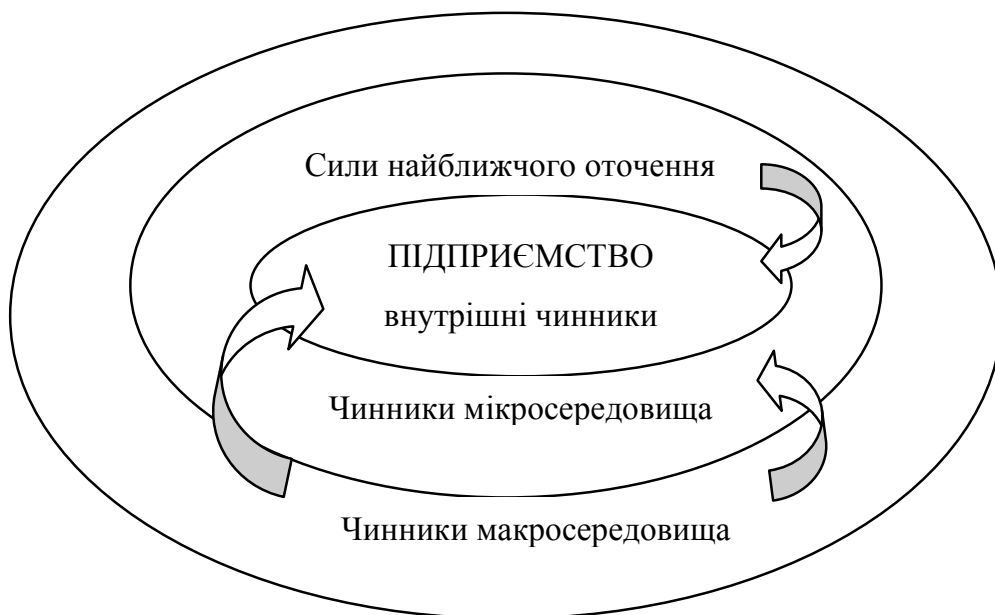 Сили найближчого оточення
ПІДПРИЄМСТВО
внутрішні чинники
Чинники мікросередовища
Чинники макросередовища